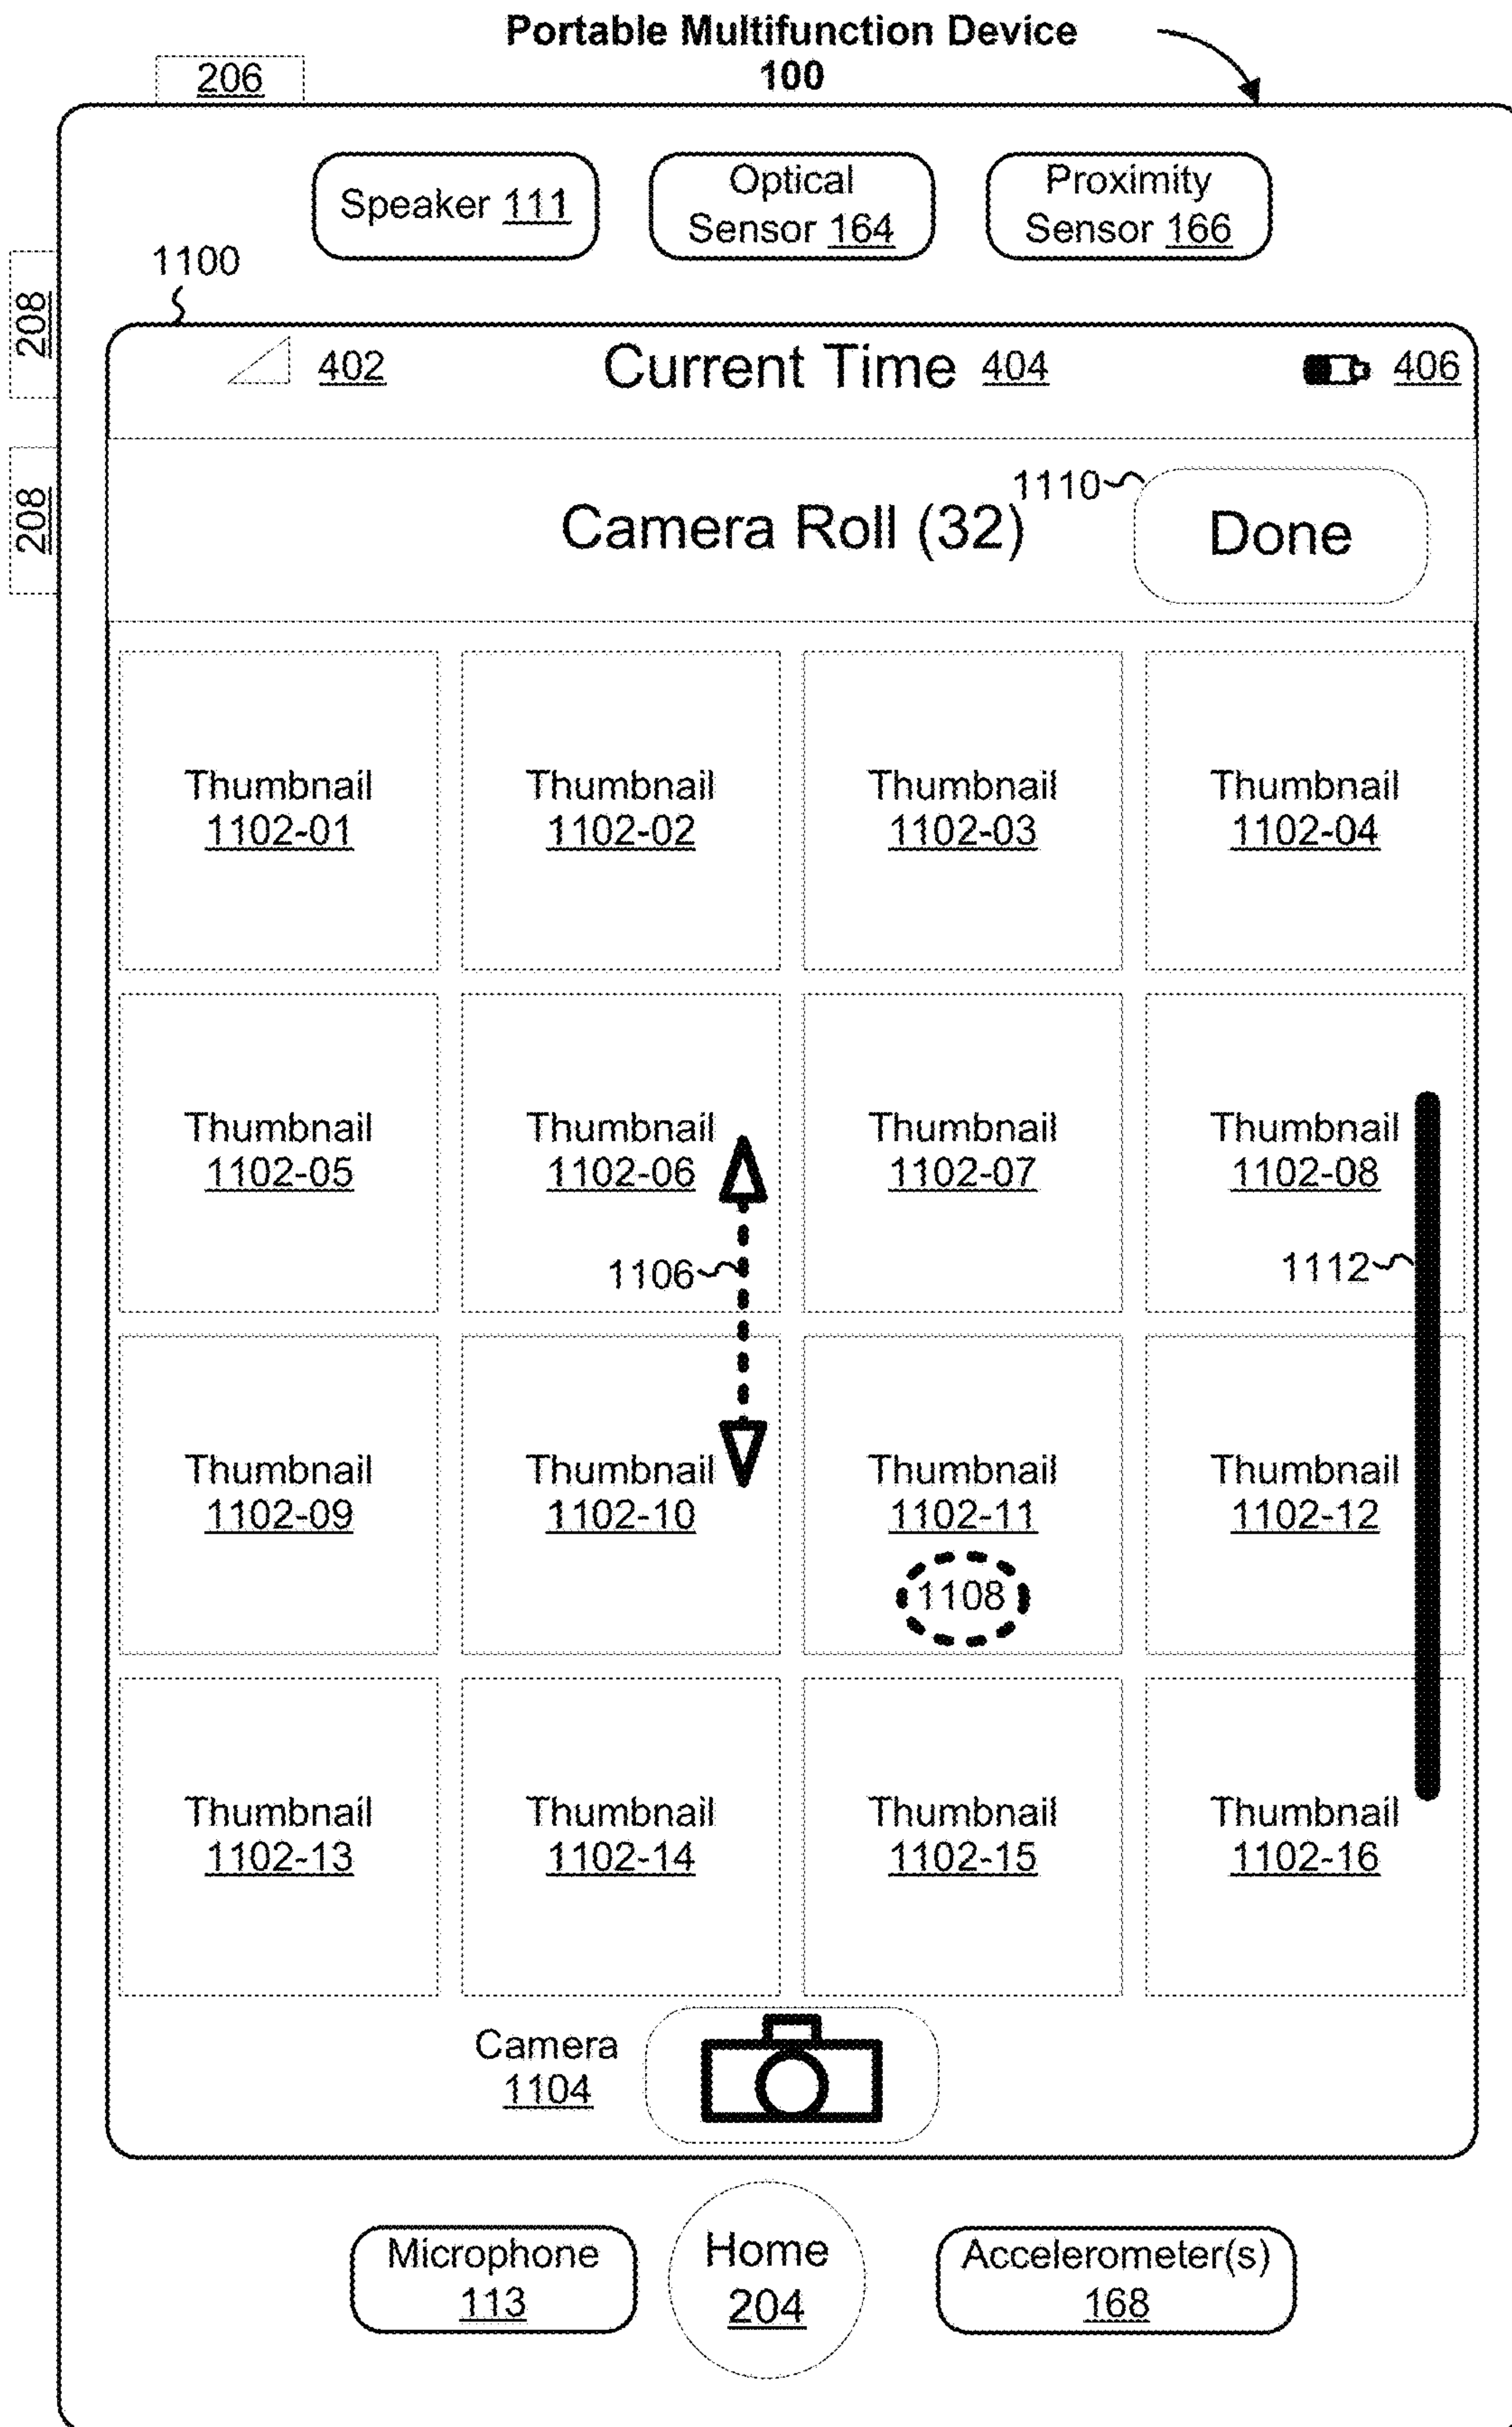 Portable Multifunction Device
100
206
Speaker 111
Optical
Sensor 164
Proximity
Sensor 166
1100
208
402
Current Time 404
406
208
Camera Roll (32)
1110
Done
Thumbnail
1102-01
Thumbnail
1102-02
Thumbnail
1102-03
Thumbnail
1102-04
Thumbnail
1102-05
Thumbnail
1102-06
Thumbnail
1102-07
Thumbnail
1102-08
1106
1112
Thumbnail
1102-09
Thumbnail
1102-10
Thumbnail
1102-11
Thumbnail
1102-12
1108
Thumbnail
1102-13
Thumbnail
1102-14
Thumbnail
1102-15
Thumbnail
1102-16
Camera
1104
Microphone
113
Home
204
Accelerometer(s)
168